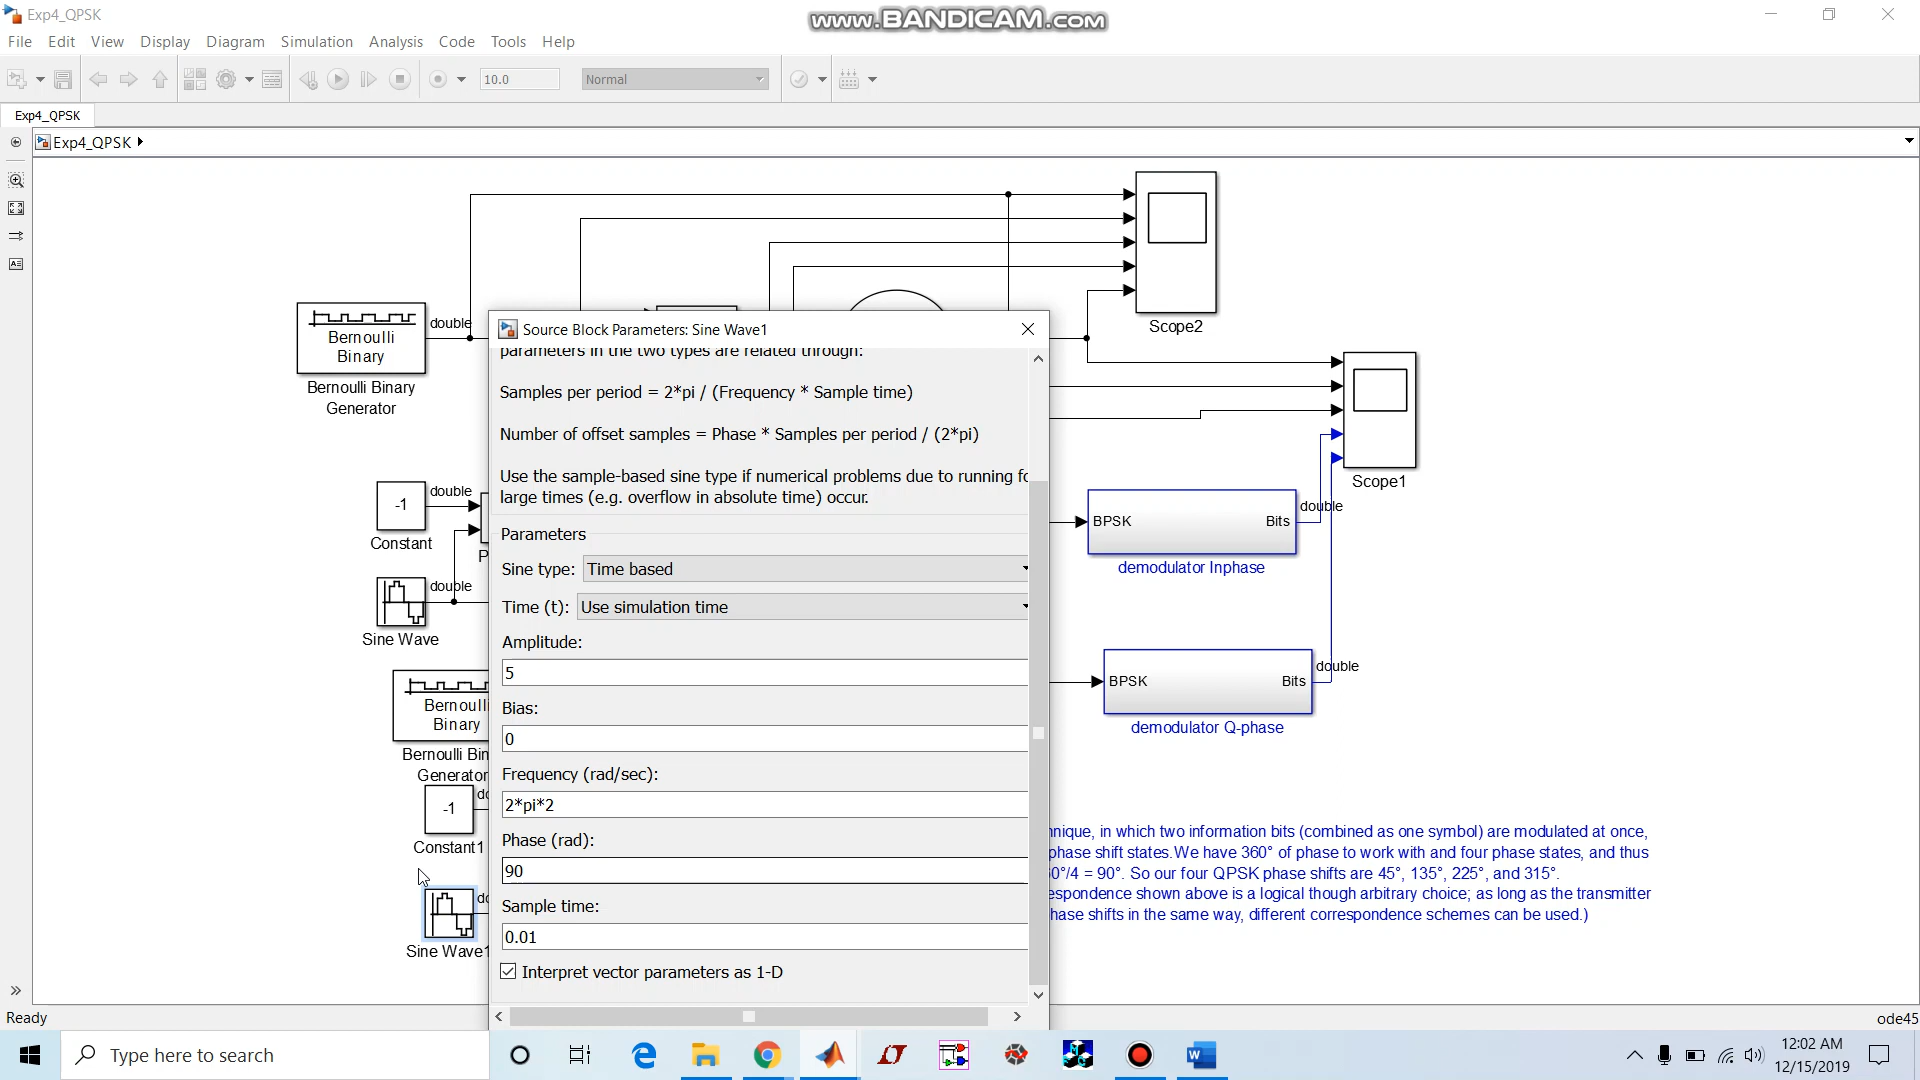 Exp4_QPSK
www.BANDICAM.com
File Edit View Display Diagram Simulation Analysis Code Tools Help
10.0 Normal
Exp4_QPSK
Exp4_QPSK
Scope2
Bernoulli
Binary
double
Bernoulli Binary
Generator
Source Block Parameters: Sine Wave1
parameters in the two types are related through:
Samples per period = 2*pi / (Frequency * Sample time)
Number of offset samples = Phase * Samples per period / (2*pi)
Use the sample-based sine type if numerical problems due to running
large times (e.g. overflow in absolute time) occur.
Parameters
Sine type: Time based
Time (t): Use simulation time
Amplitude:
5
Bias:
0
Frequency (rad/sec):
2*pi*2
Phase (rad):
90
Sample time:
0.01
Interpret vector parameters as 1-D
Scope1
-1
double
Constant
double
Sine Wave
Bernoulli
Binary
Bernoulli Bin
Generator
-1
Constant1
Sine Wave1
BPSK Bits
double
demodulator Inphase
BPSK Bits
double
demodulator Q-phase
nique, in which two information bits (combined as one symbol) are modulated at once,
phase shift states.We have 360° of phase to work with and four phase states, and thus
0°/4 = 90°. So our four QPSK phase shifts are 45°, 135°, 225°, and 315°.
espondence shown above is a logical though arbitrary choice; as long as the transmitter
hase shifts in the same way, different correspondence schemes can be used.)
Ready
ode45
Type here to search
12:02 AM
12/15/2019